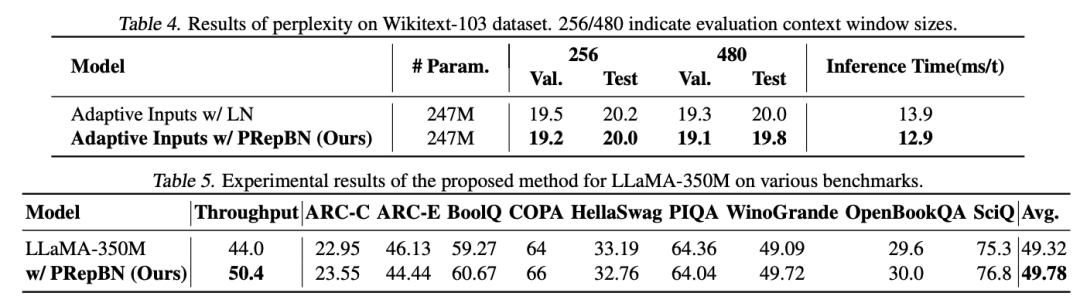 Table 4. Results of perplexity on Wikitext-103 dataset. 256/480 indicate evaluation context window sizes.
Model # Param. 256 480 Inference Time(ms/t)
Val. Test Val. Test
Adaptive Inputs w/ LN 247M 19.5 20.2 19.3 20.0 13.9
Adaptive Inputs w/ PRepBN (Ours) 247M 19.2 20.0 19.1 19.8 12.9
Table 5. Experimental results of the proposed method for LLaMA-350M on various benchmarks.
Model Throughput ARC-C ARC-E BoolQ COPA HellaSwag PIQA WinoGrande OpenBookQA SciQ Avg.
LLaMA-350M 44.0 22.95 46.13 59.27 64 33.19 64.36 49.09 29.6 75.3 49.32
w/ PRepBN (Ours) 50.4 23.55 44.44 60.67 66 32.76 64.04 49.72 30.0 76.8 49.78